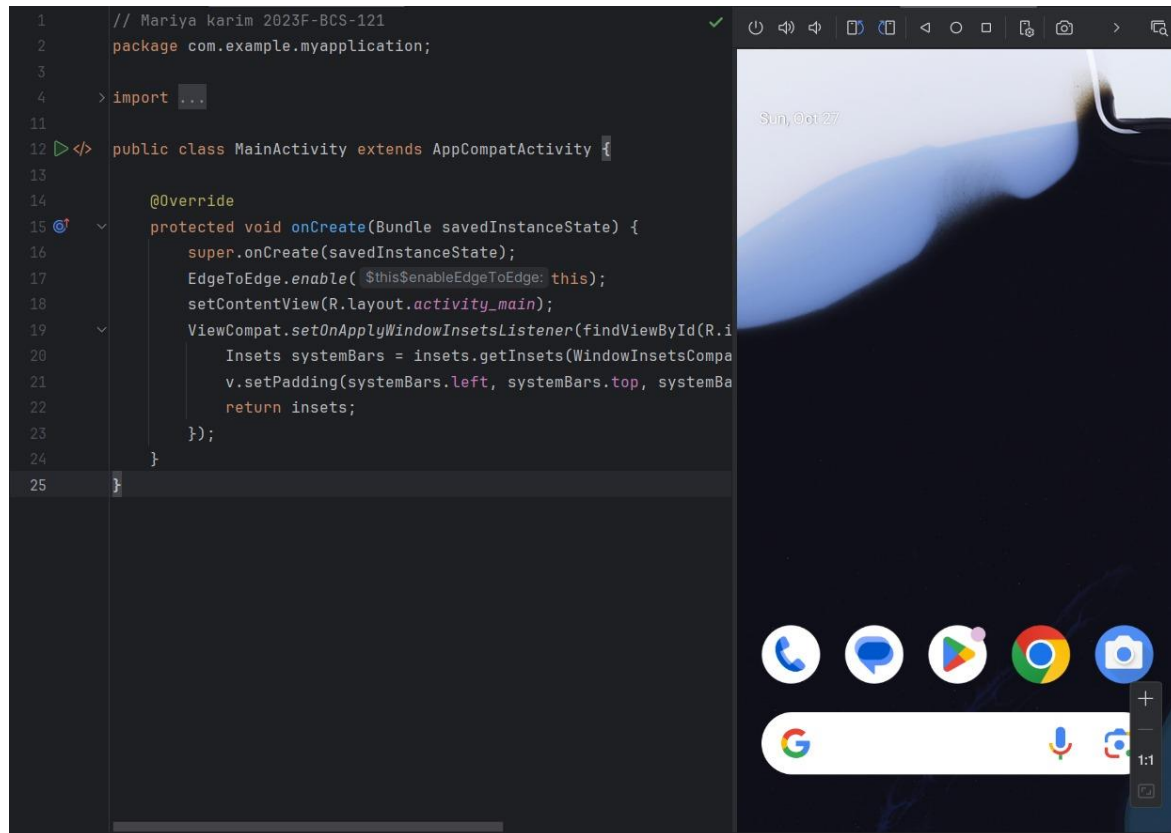 1 // Mariya karim 2023F-BCS-121
2 package com.example.myapplication;
3
4 import ...
11
12 public class MainActivity extends AppCompatActivity {
13
14 @Override
15 protected void onCreate(Bundle savedInstanceState) {
16 super.onCreate(savedInstanceState);
17 EdgeToEdge.enable( $this$enableEdgeToEdge: this);
18 setContentView(R.layout.activity_main);
19 ViewCompat.setOnApplyWindowInsetsListener(findViewById(R.i
20 Insets systemBars = insets.getInsets(WindowInsetsCompa
21 v.setPadding(systemBars.left, systemBars.top, systemBa
22 return insets;
23 });
24 }
25 }
Sun, Oct 27
G
1:1